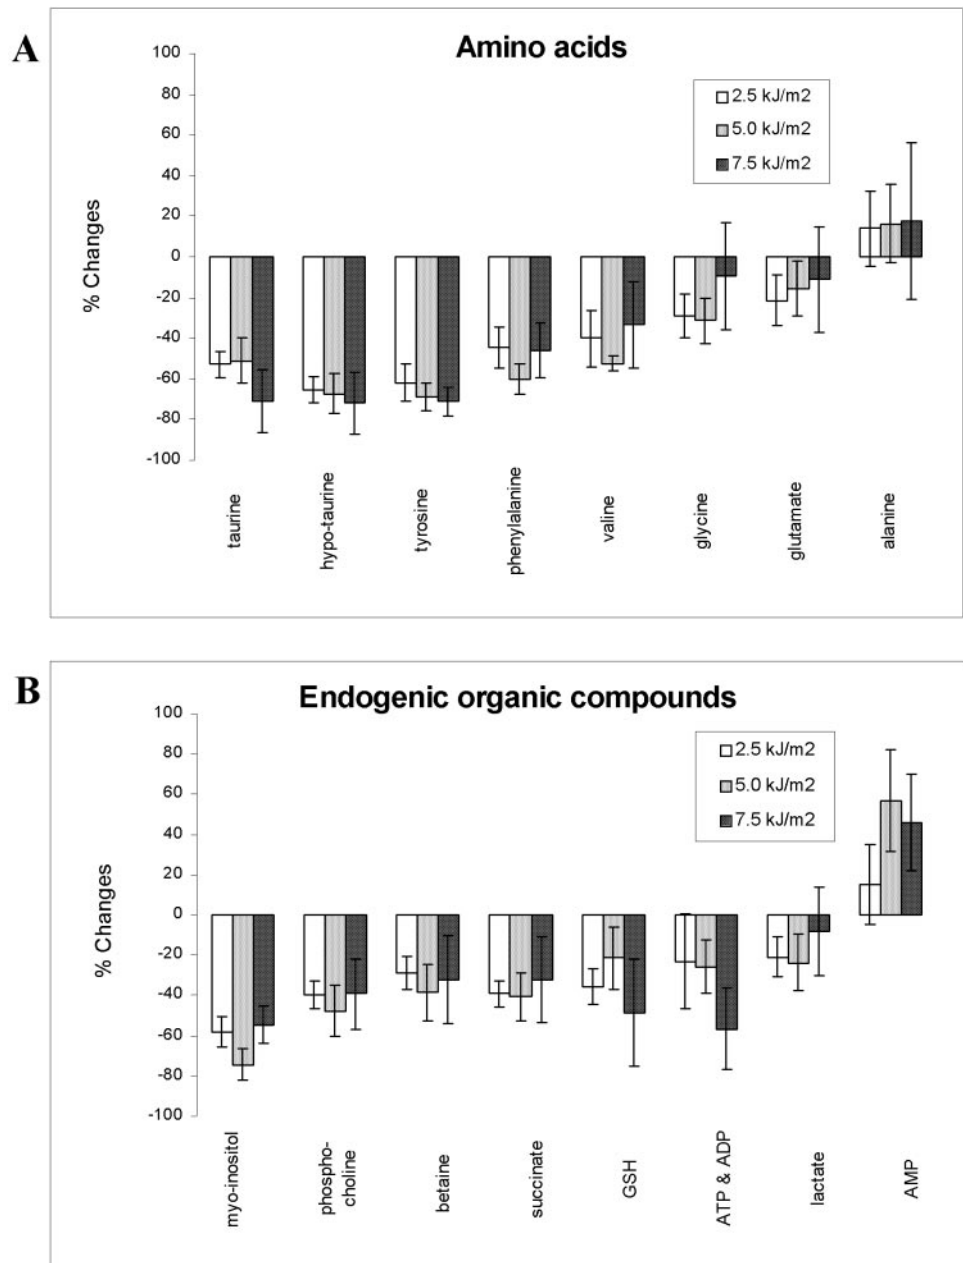 A
Amino acids
100
80
60
40
20
0
-20
-40
-60
-80
-100
% Changes
2.5 kJ/m2
5.0 kJ/m2
7.5 kJ/m2
taurine
hypo-taurine
tyrosine
phenylalanine
valine
glycine
glutamate
alanine
B
Endogenic organic compounds
100
80
60
40
20
0
-20
-40
-60
-80
-100
% Changes
2.5 kJ/m2
5.0 kJ/m2
7.5 kJ/m2
myo-inositol
phospho-
choline
betaine
succinate
GSH
ATP & ADP
lactate
AMP